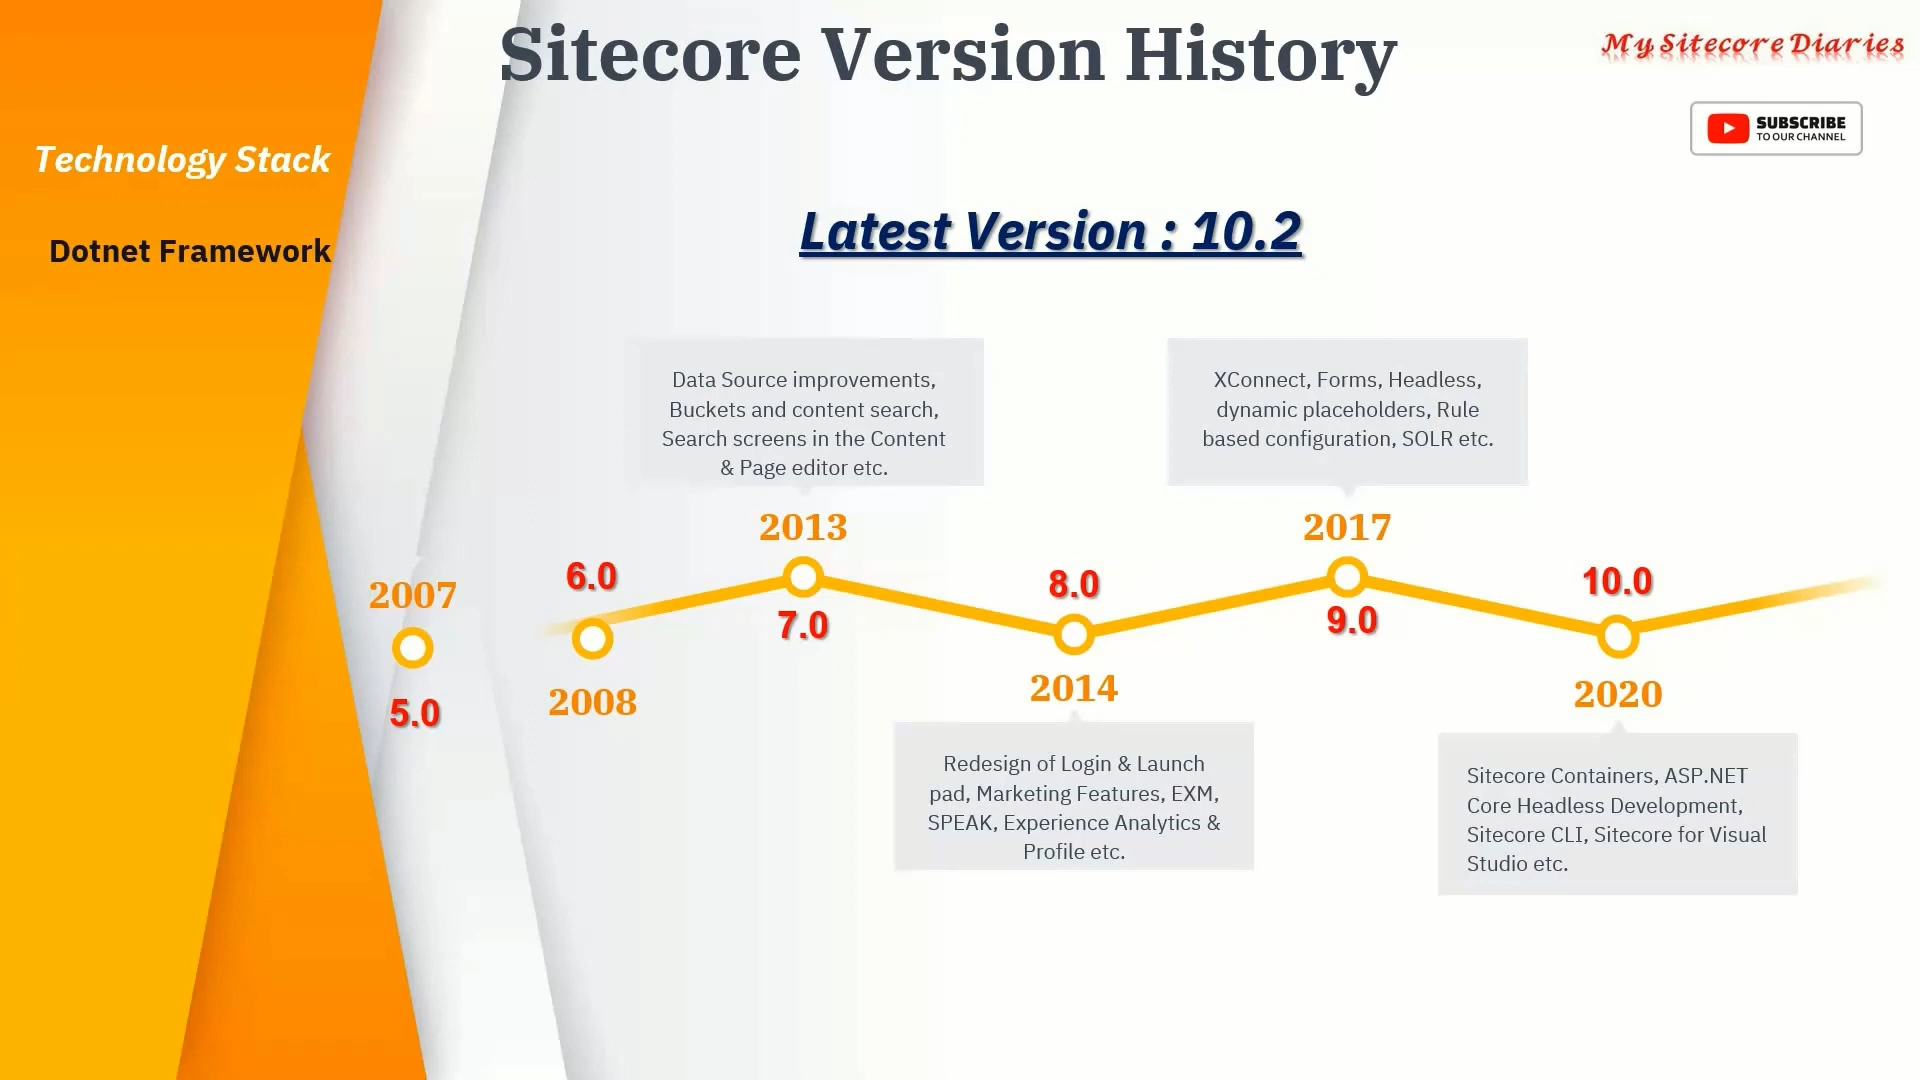 Sitecore Version History
My Sitecore Diaries
SUBSCRIBE
TO OUR CHANNEL
Technology Stack
Dotnet Framework
Latest Version : 10.2
Data Source improvements,
Buckets and content search,
Search screens in the Content
& Page editor etc.
XConnect, Forms, Headless,
dynamic placeholders, Rule
based configuration, SOLR etc.
2007
5.0
6.0
2008
2013
7.0
8.0
2014
2017
9.0
10.0
2020
Redesign of Login & Launch
pad, Marketing Features, EXM,
SPEAK, Experience Analytics &
Profile etc.
Sitecore Containers, ASP.NET
Core Headless Development,
Sitecore CLI, Sitecore for Visual
Studio etc.